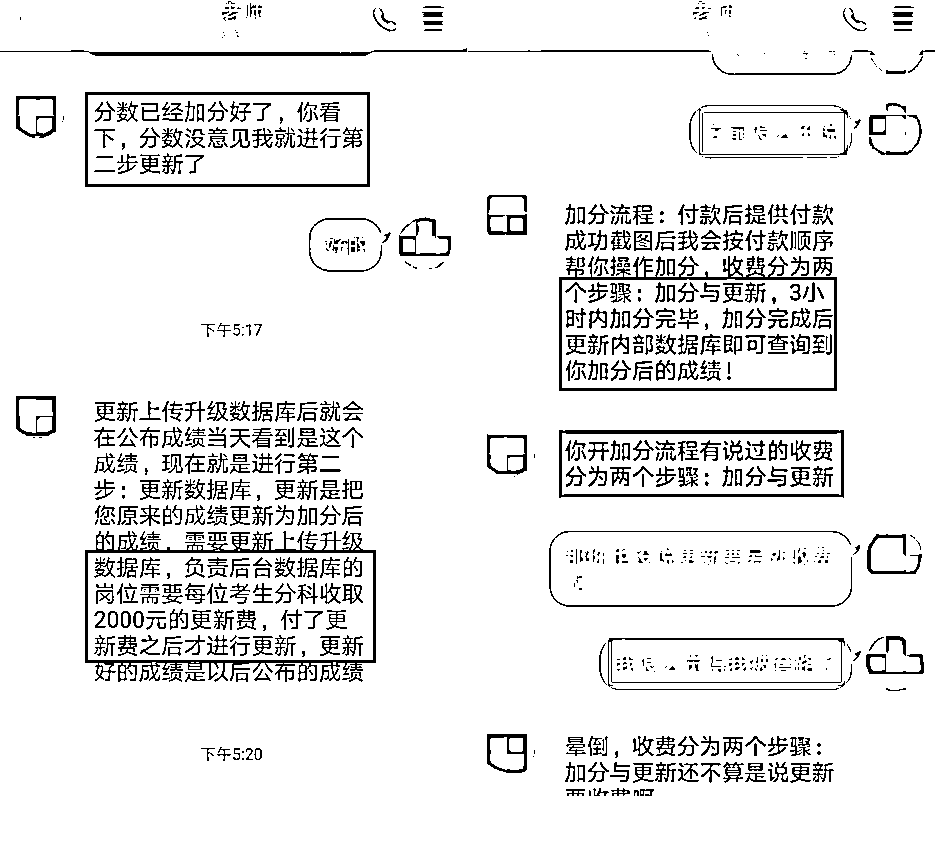 老师
分数已经加分好了，你看
下，分数没意见我就进行第
二步更新了
好的
下午5:17
更新上传升级数据库后就会
在公布成绩当天看到是这个
成绩，现在就是进行第二
步：更新数据库，更新是把
您原来的成绩更新为加分后
的成绩，需要更新上传升级
数据库，负责后台数据库的
岗位需要每位考生分科收取
2000元的更新费，付了更
新费之后才进行更新，更新
好的成绩是以后公布的成绩
下午5:20
加分流程：付款后提供付款
成功截图后我会按付款顺序
帮你操作加分，收费分为两
个步骤：加分与更新，3小
时内加分完毕，加分完成后
更新内部数据库即可查询到
你加分后的成绩！
你开加分流程有说过的收费
分为两个步骤：加分与更新
晕倒，收费分为两个步骤：
加分与更新还不算是说更新
要收费啊